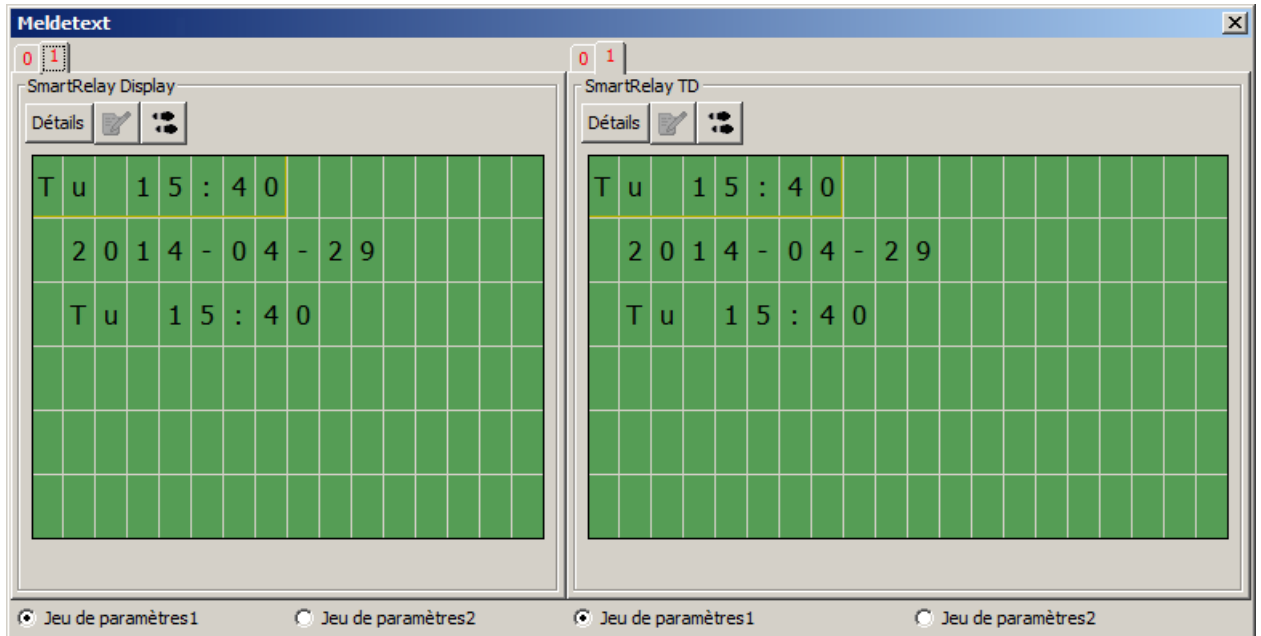 Meldetext
0 1
SmartRelay Display
Détails
Tu 15:40
2014-04-29
Tu 15:40
Jeu de paramètres1 Jeu de paramètres2
0 1
SmartRelay TD
Détails
Tu 15:40
2014-04-29
Tu 15:40
Jeu de paramètres1 Jeu de paramètres2